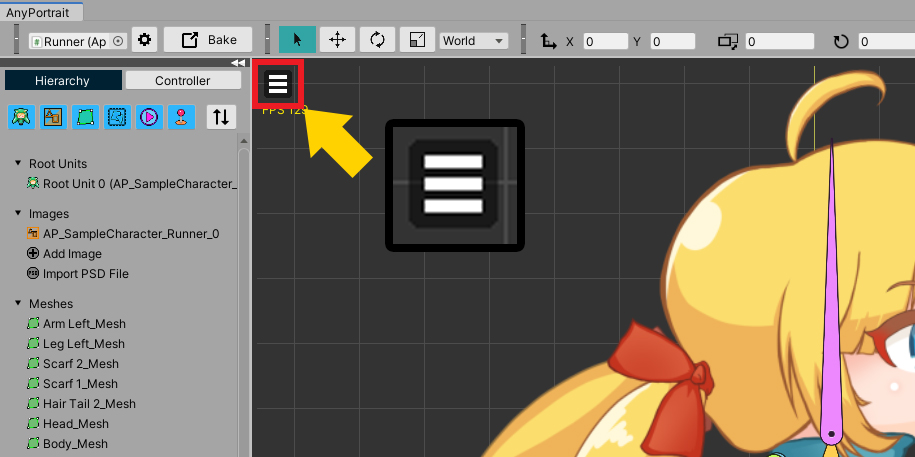 AnyPortrait
Runner (Ap
Bake
World
X 0 Y 0
0
0
Hierarchy
Controller
FPS 129
Root Units
Root Unit 0 (AP_SampleCharacter_
Images
AP_SampleCharacter_Runner_0
Add Image
Import PSD File
Meshes
Arm Left_Mesh
Leg Left_Mesh
Scarf 2_Mesh
Scarf 1_Mesh
Hair Tail 2_Mesh
Head_Mesh
Body_Mesh